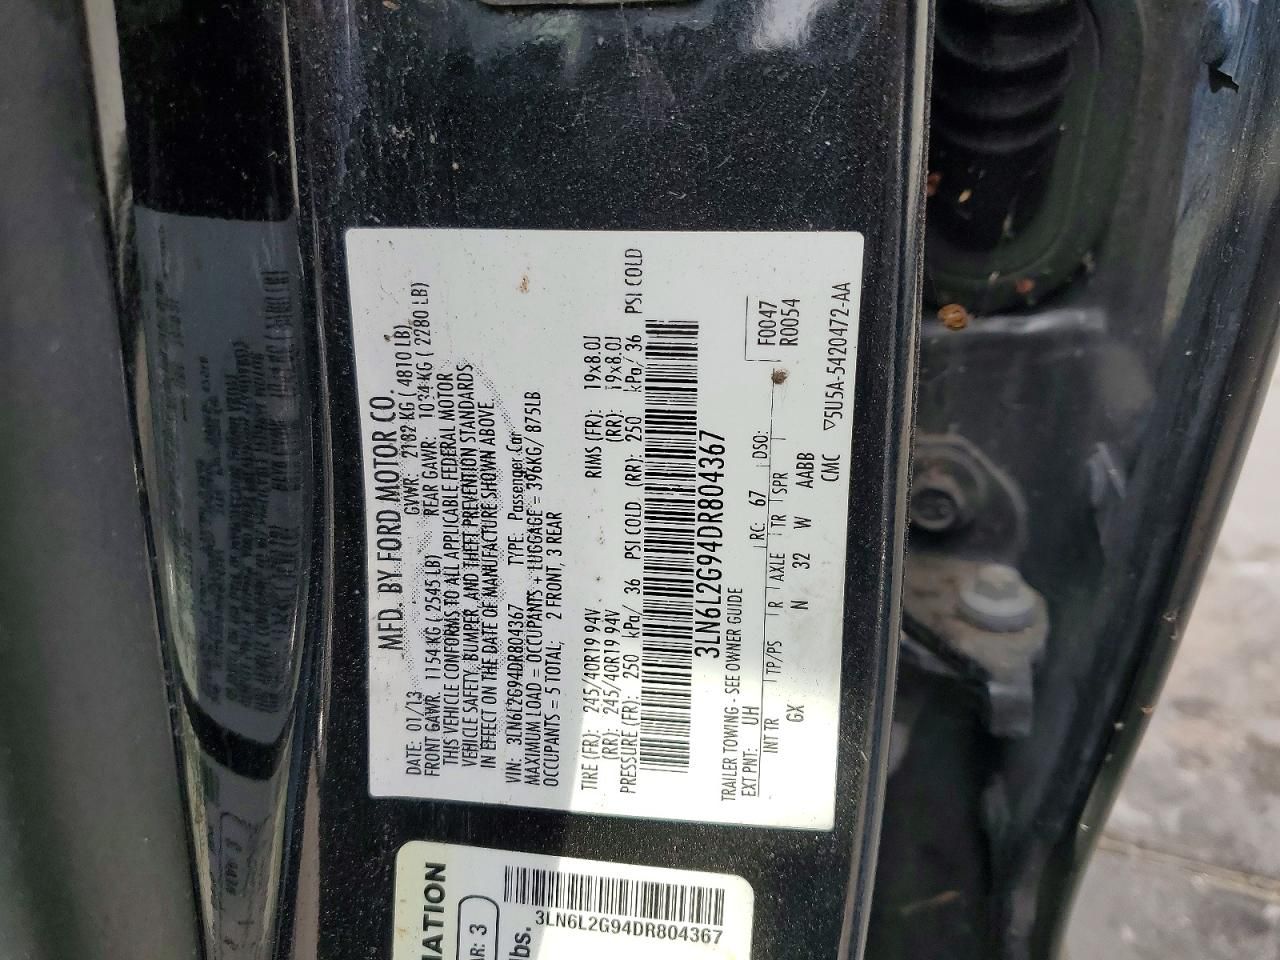 MFD. BY FORD MOTOR CO.
DATE: 01/13 GVWR: 2182 KG ( 4810 LB)
FRONT GAWR: 1154 KG ( 2545 LB) REAR GAWR: 1034 KG ( 2280 LB)
THIS VEHICLE CONFORMS TO ALL APPLICABLE FEDERAL MOTOR
VEHICLE SAFETY, BUMPER, AND THEFT PREVENTION STANDARDS
IN EFFECT ON THE DATE OF MANUFACTURE SHOWN ABOVE.
VIN: 3LN6L2G94DR804367 TYPE: Passenger Car
MAXIMUM LOAD = OCCUPANTS + LUGGAGE = 396KG/ 875LB
OCCUPANTS = 5 TOTAL: 2 FRONT, 3 REAR
TIRE (FR): 245/40R19 94V RIMS (FR): 19x8.0J
(RR): 245/40R19 94V (RR): 19x8.0J
PRESSURE (FR): 250 kPa/ 36 PSI COLD (RR): 250 kPa/ 36 PSI COLD
3LN6L2G94DR804367
TRAILER TOWING - SEE OWNER GUIDE
EXT PNT: UH RC: 67 DSO: F0047
R0054
INT TR TP/PS R AXLE TR SPR
GX N 32 W AABB
CMC ▽5U5A-5420472-AA
MATION
AR: 3
lbs.
3LN6L2G94DR804367